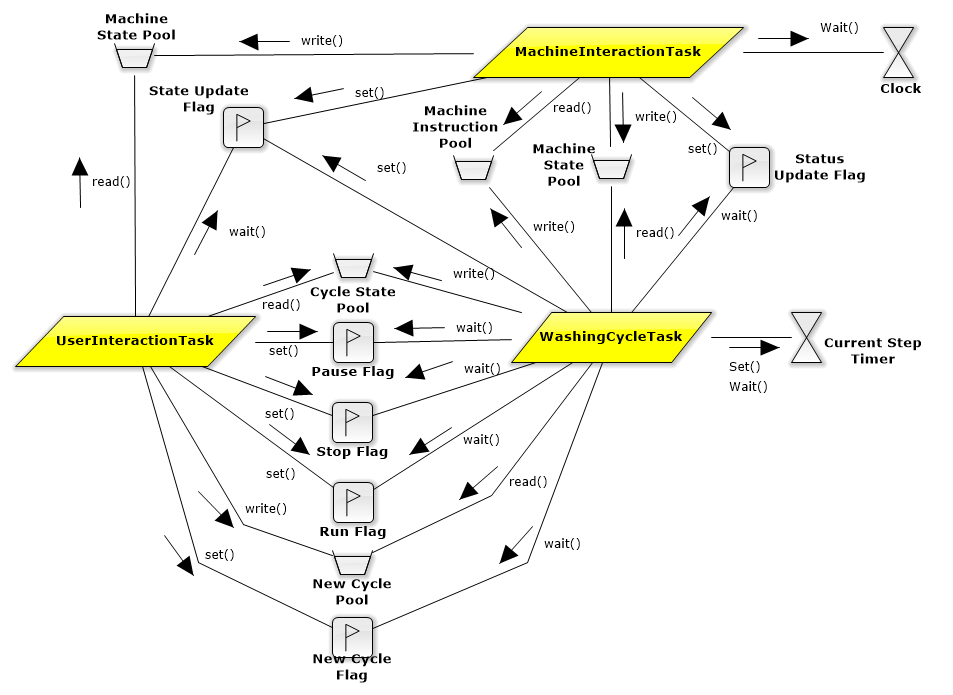 Machine
State Pool
write()
MachineInteractionTask
Wait()
Clock
State Update
Flag
set()
Machine
Instruction
Pool
read()
write()
Machine
State
Pool
set()
Status
Update Flag
read()
set()
wait()
write()
read()
wait()
read()
Cycle State
Pool
write()
UserInteractionTask
set()
Pause Flag
wait()
WashingCycleTask
Set()
Wait()
Current Step
Timer
set()
Stop Flag
wait()
set()
Run Flag
wait()
write()
New Cycle
Pool
read()
set()
New Cycle
Flag
wait()